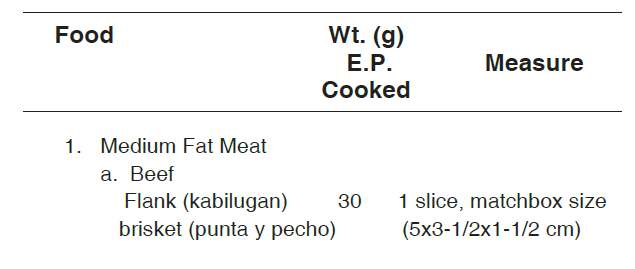 Food Wt. (g)
E.P. Measure
Cooked
1. Medium Fat Meat
a. Beef
Flank (kabilugan) 30 1 slice, matchbox size
brisket (punta y pecho) (5x3-1/2x1-1/2 cm)